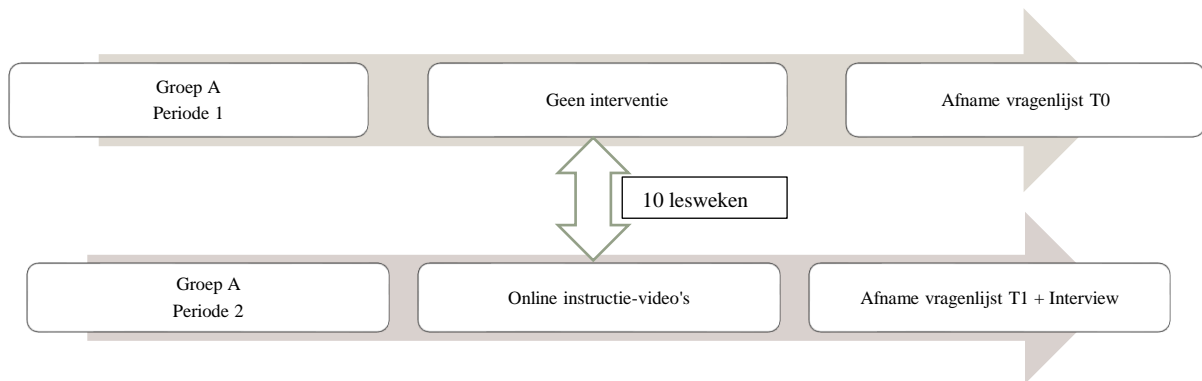 Groep A
Periode 1
Geen interventie
Afname vragenlijst T0
10 lesweken
Groep A
Periode 2
Online instructie-video's
Afname vragenlijst T1 + Interview